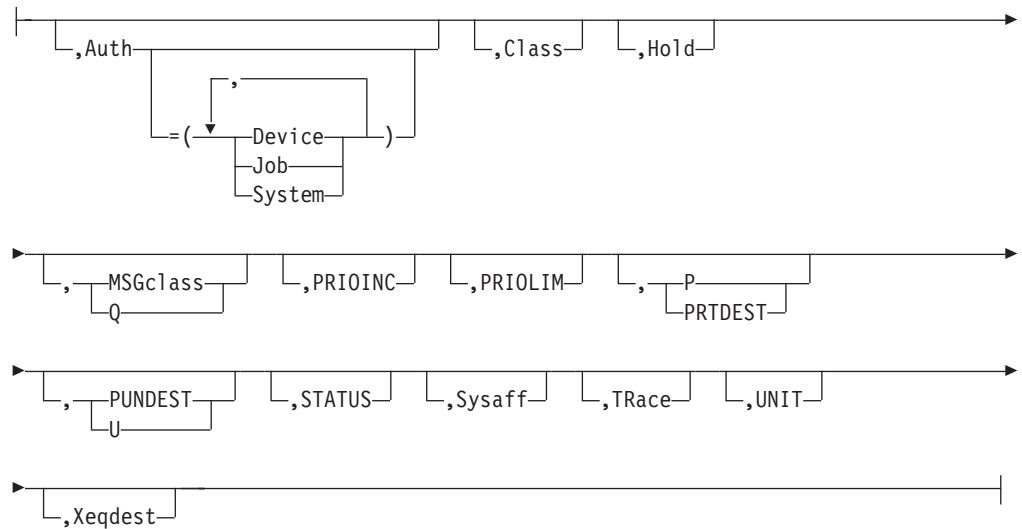 ,Auth ,Class ,Hold
,
=( Device )
Job
System
, MSGclass ,PRIOINC ,PRIOLIM , P
Q PRTDEST
, PUNDEST ,STATUS ,Sysaff ,TRace ,UNIT
U
,Xeqdest